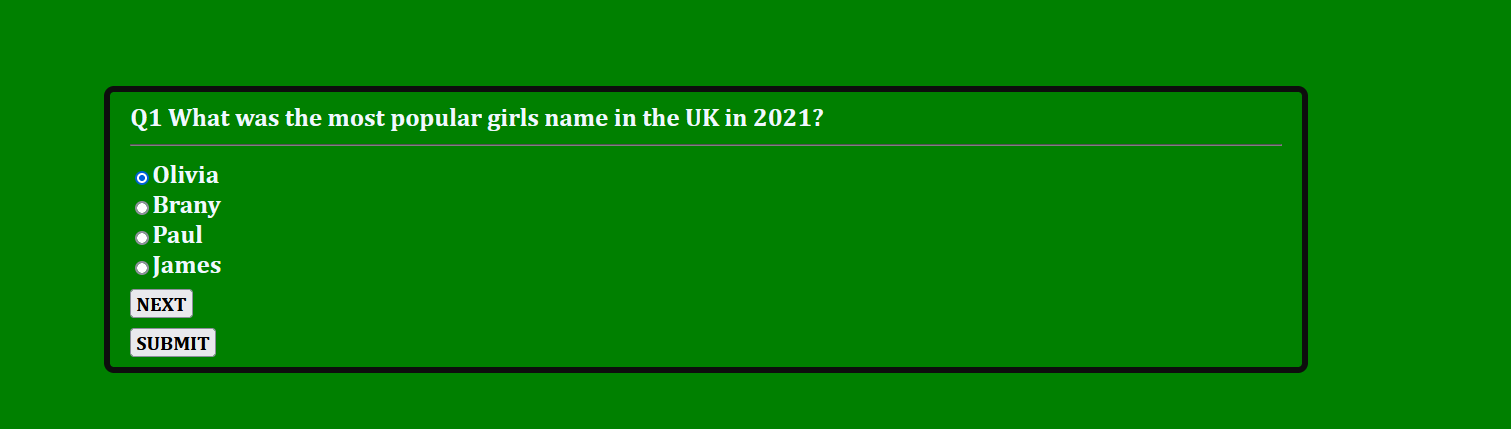 Q1 What was the most popular girls name in the UK in 2021?
Olivia
Brany
Paul
James
NEXT
SUBMIT